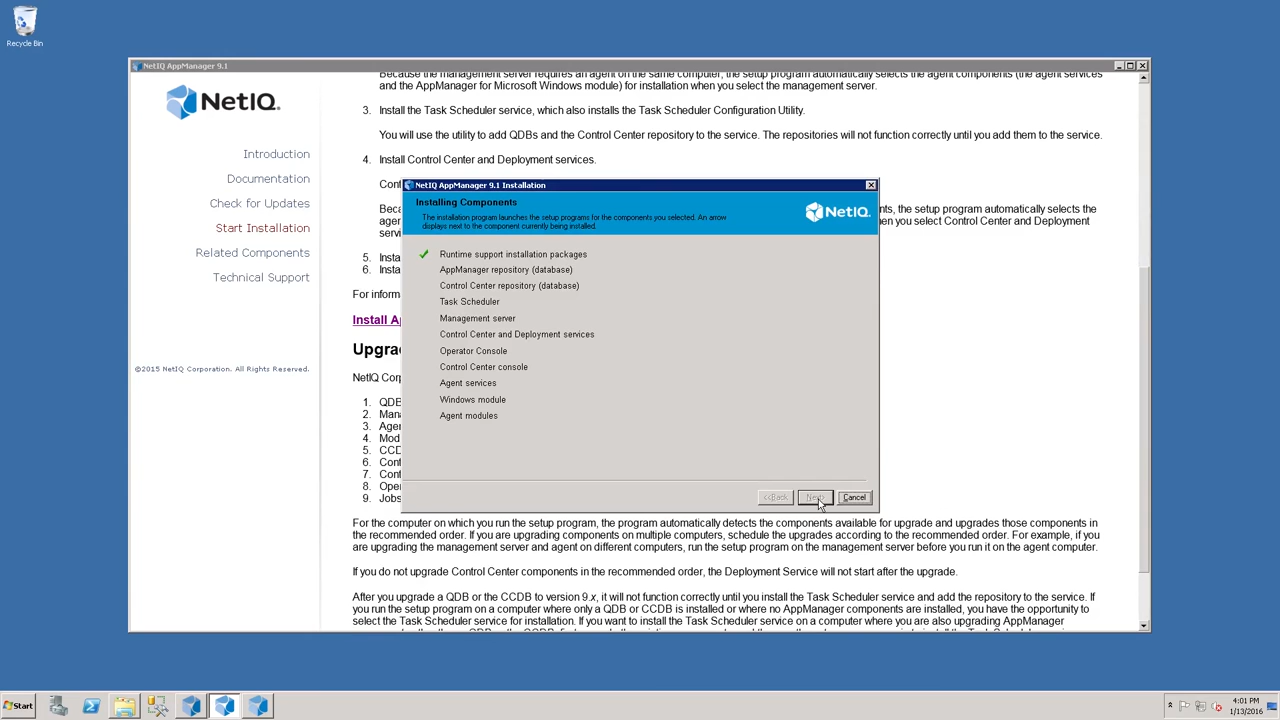 Recycle Bin
NetIQ AppManager 9.1
NetIQ.
Introduction
Documentation
Check for Updates
Start Installation
Related Components
Technical Support
©2015 NetIQ Corporation. All Rights Reserved.
Because the management server requires an agent on the same computer, the setup program automatically selects the agent components (the agent services
and the AppManager for Microsoft Windows module) for installation when you select the management server.
3. Install the Task Scheduler service, which also installs the Task Scheduler Configuration Utility.
You will use the utility to add QDBs and the Control Center repository to the service. The repositories will not function correctly until you add them to the service.
4. Install Control Center and Deployment services.
NetIQ AppManager 9.1 Installation
Installing Components
The installation program launches the setup programs for the components you selected. An arrow
displays next to the component currently being installed.
NetIQ.
Runtime support installation packages
AppManager repository (database)
Control Center repository (database)
Task Scheduler
Management server
Control Center and Deployment services
Operator Console
Control Center console
Agent services
Windows module
Agent modules
<<Back
Cancel
5.
6.
For
Install
1. QDB
2.
3.
4.
5.
6.
7.
8.
9. Jobs
For the computer on which you run the setup program, the program automatically detects the components available for upgrade and upgrades those components in
the recommended order. If you are upgrading components on multiple computers, schedule the upgrades according to the recommended order. For example, if you
are upgrading the management server and agent on different computers, run the setup program on the management server before you run it on the agent computer.
If you do not upgrade Control Center components in the recommended order, the Deployment Service will not start after the upgrade.
After you upgrade a QDB or the CCDB to version 9.x, it will not function correctly until you install the Task Scheduler service and add the repository to the service. If
you run the setup program on a computer where only a QDB or CCDB is installed or where no AppManager components are installed, you have the opportunity to
select the Task Scheduler service for installation. If you want to install the Task Scheduler service on a computer where you are also upgrading AppManager
Start
4:01 PM
1/13/2016